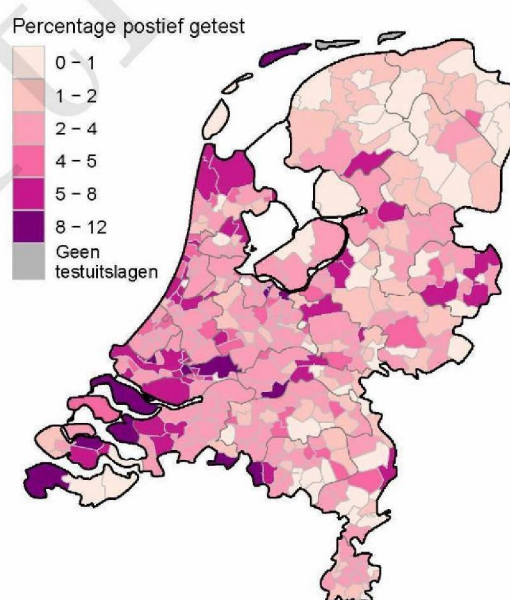 Percentage postief getest
0 – 1
1 – 2
2 – 4
4 – 5
5 – 8
8 – 12
Geen
testuitslagen